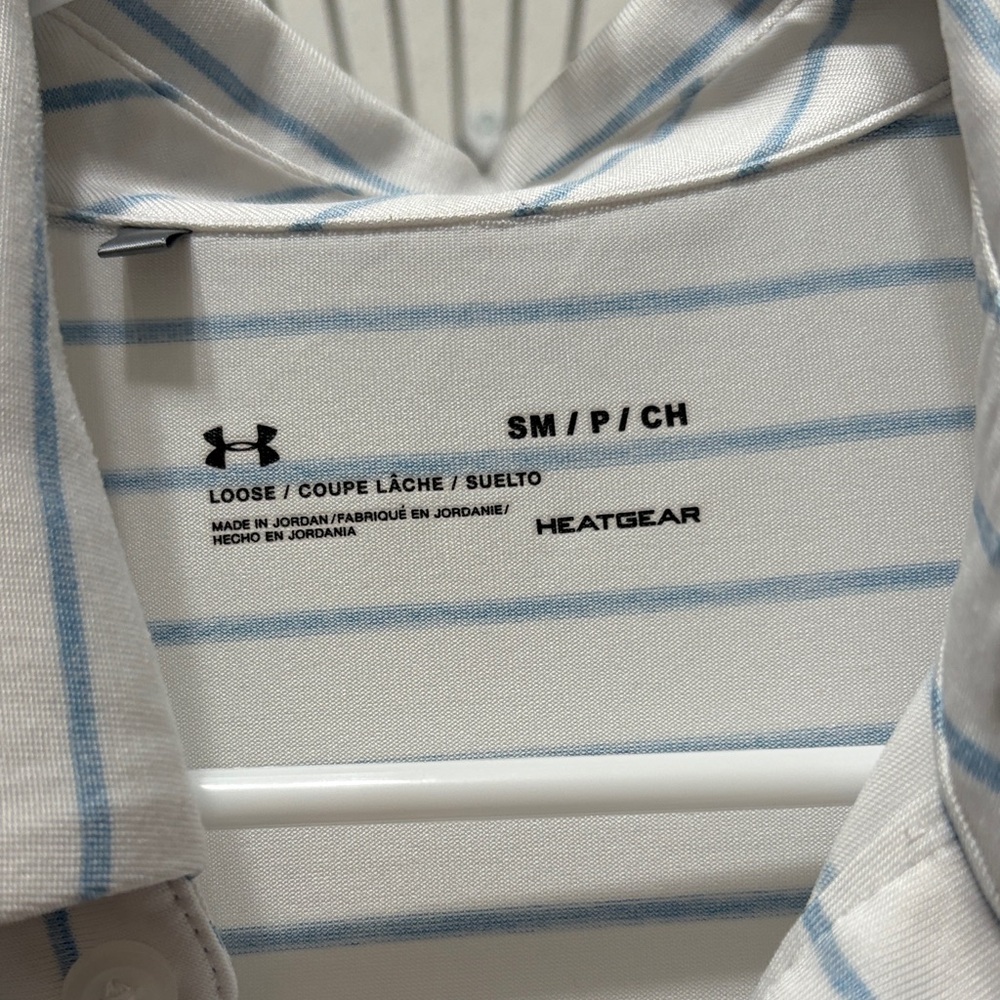 SM / P / CH
LOOSE / COUPE LÂCHE / SUELTO
MADE IN JORDAN/FABRIQUÉ EN JORDANIE/
HECHO EN JORDANIA
HEATGEAR